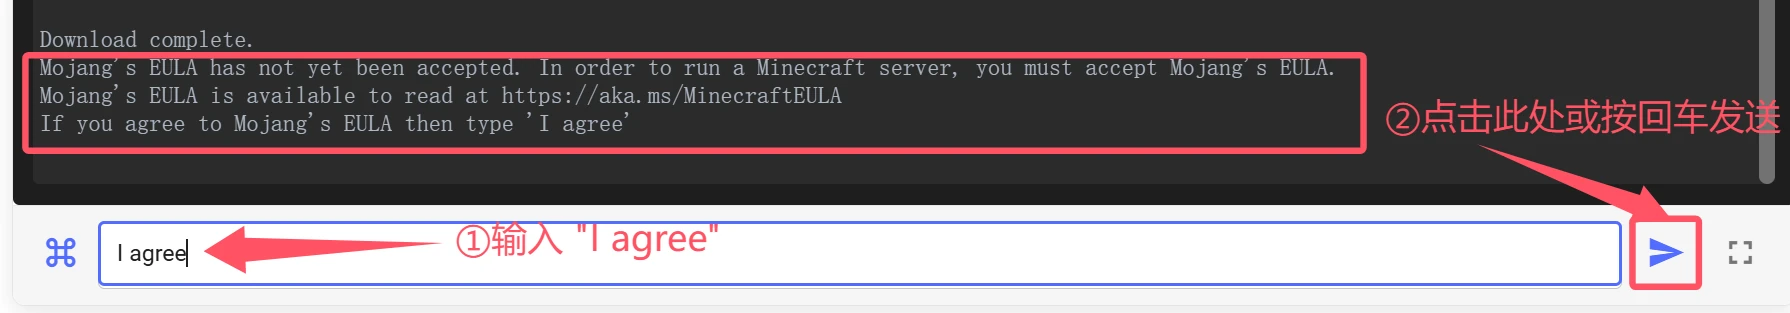 Download complete.
Mojang's EULA has not yet been accepted. In order to run a Minecraft server, you must accept Mojang's EULA.
Mojang's EULA is available to read at https://aka.ms/MinecraftEULA
If you agree to Mojang's EULA then type 'I agree'
②点击此处或按回车发送
①输入 "I agree"
I agree